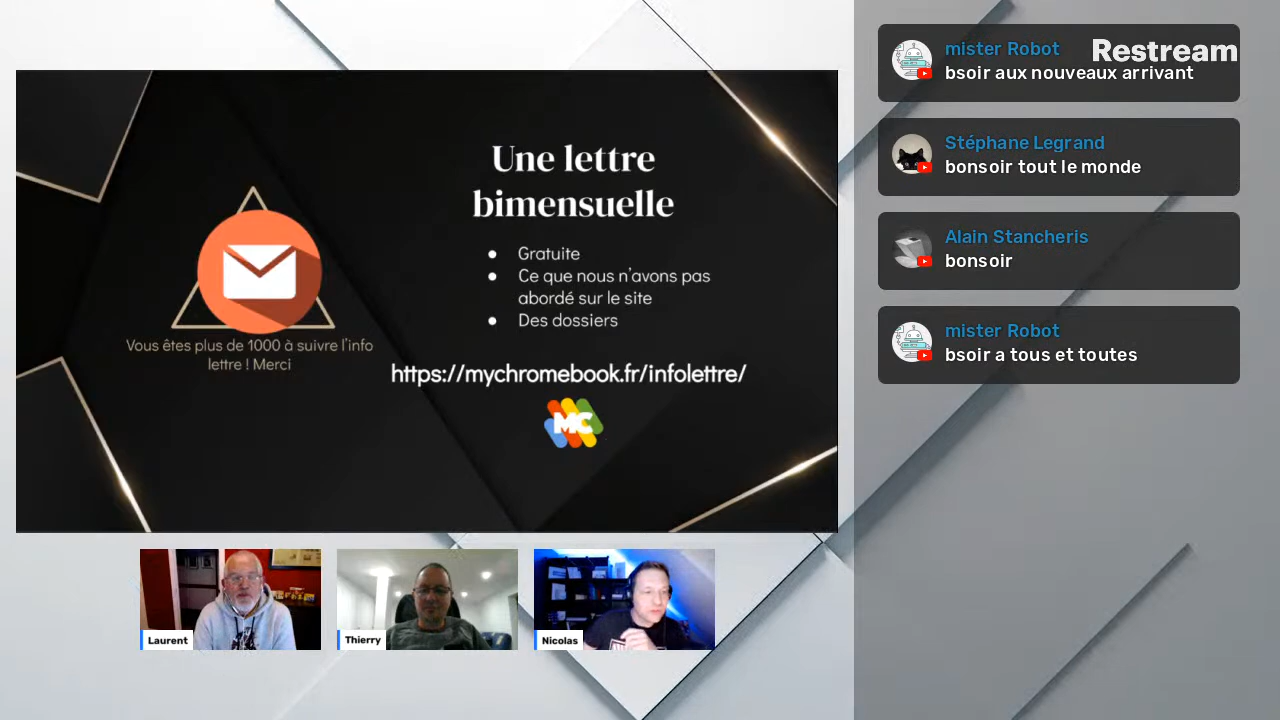 Une lettre
bimensuelle
● Gratuite
● Ce que nous n'avons pas
abordé sur le site
● Des dossiers
Vous êtes plus de 1000 à suivre l'info
lettre ! Merci
https://mychromebook.fr/infolettre/
MC
Laurent
Thierry
Nicolas
Restream
mister Robot
bsoir aux nouveaux arrivant
Stéphane Legrand
bonsoir tout le monde
Alain Stancheris
bonsoir
mister Robot
bsoir a tous et toutes